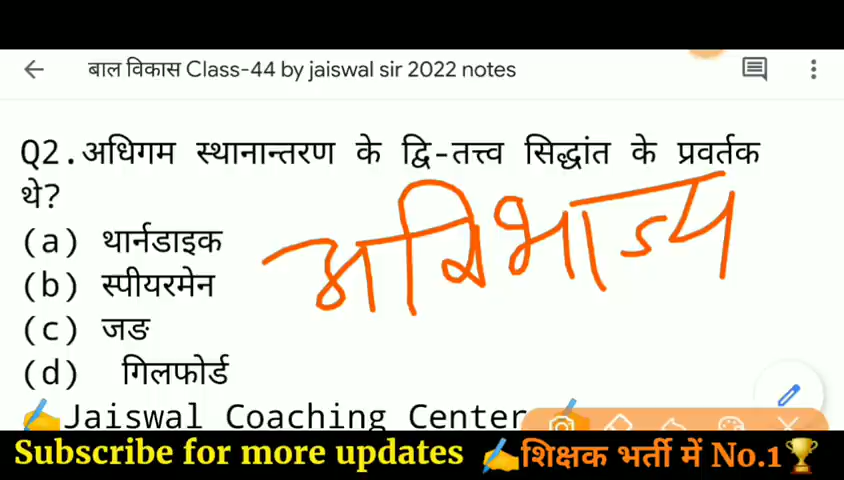 बाल विकास Class-44 by jaiswal sir 2022 notes
Q2.अधिगम स्थानान्तरण के द्वि-तत्त्व सिद्धांत के प्रवर्तक
थे?
अविभाज्य
(a) थार्नडाइक
(b) स्पीयरमेन
(c) जङ
(d) गिलफोर्ड
✍️Jaiswal Coaching Center ✍️
Subscribe for more updates ✍️शिक्षक भर्ती में No.1🏆